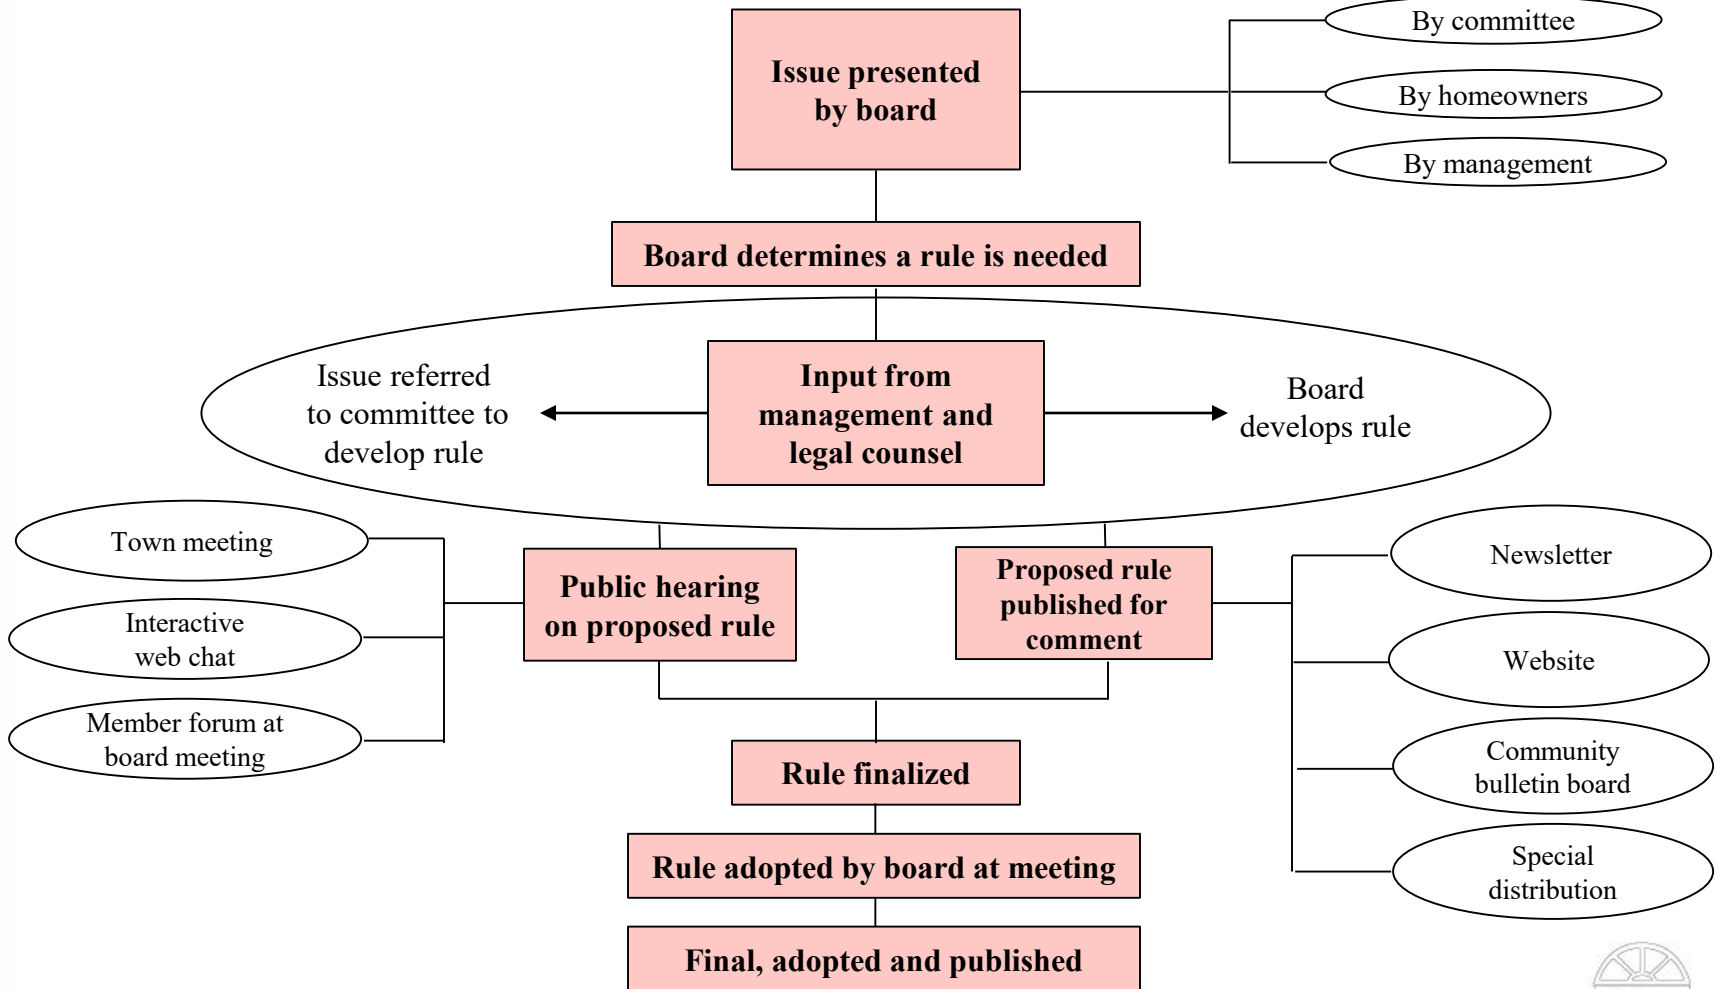 Issue presented
by board
By committee
By homeowners
By management
Board determines a rule is needed
Issue referred
to committee to
develop rule
Input from
management and
legal counsel
Board
develops rule
Town meeting
Interactive
web chat
Member forum at
board meeting
Public hearing
on proposed rule
Proposed rule
published for
comment
Newsletter
Website
Community
bulletin board
Special
distribution
Rule finalized
Rule adopted by board at meeting
Final, adopted and published